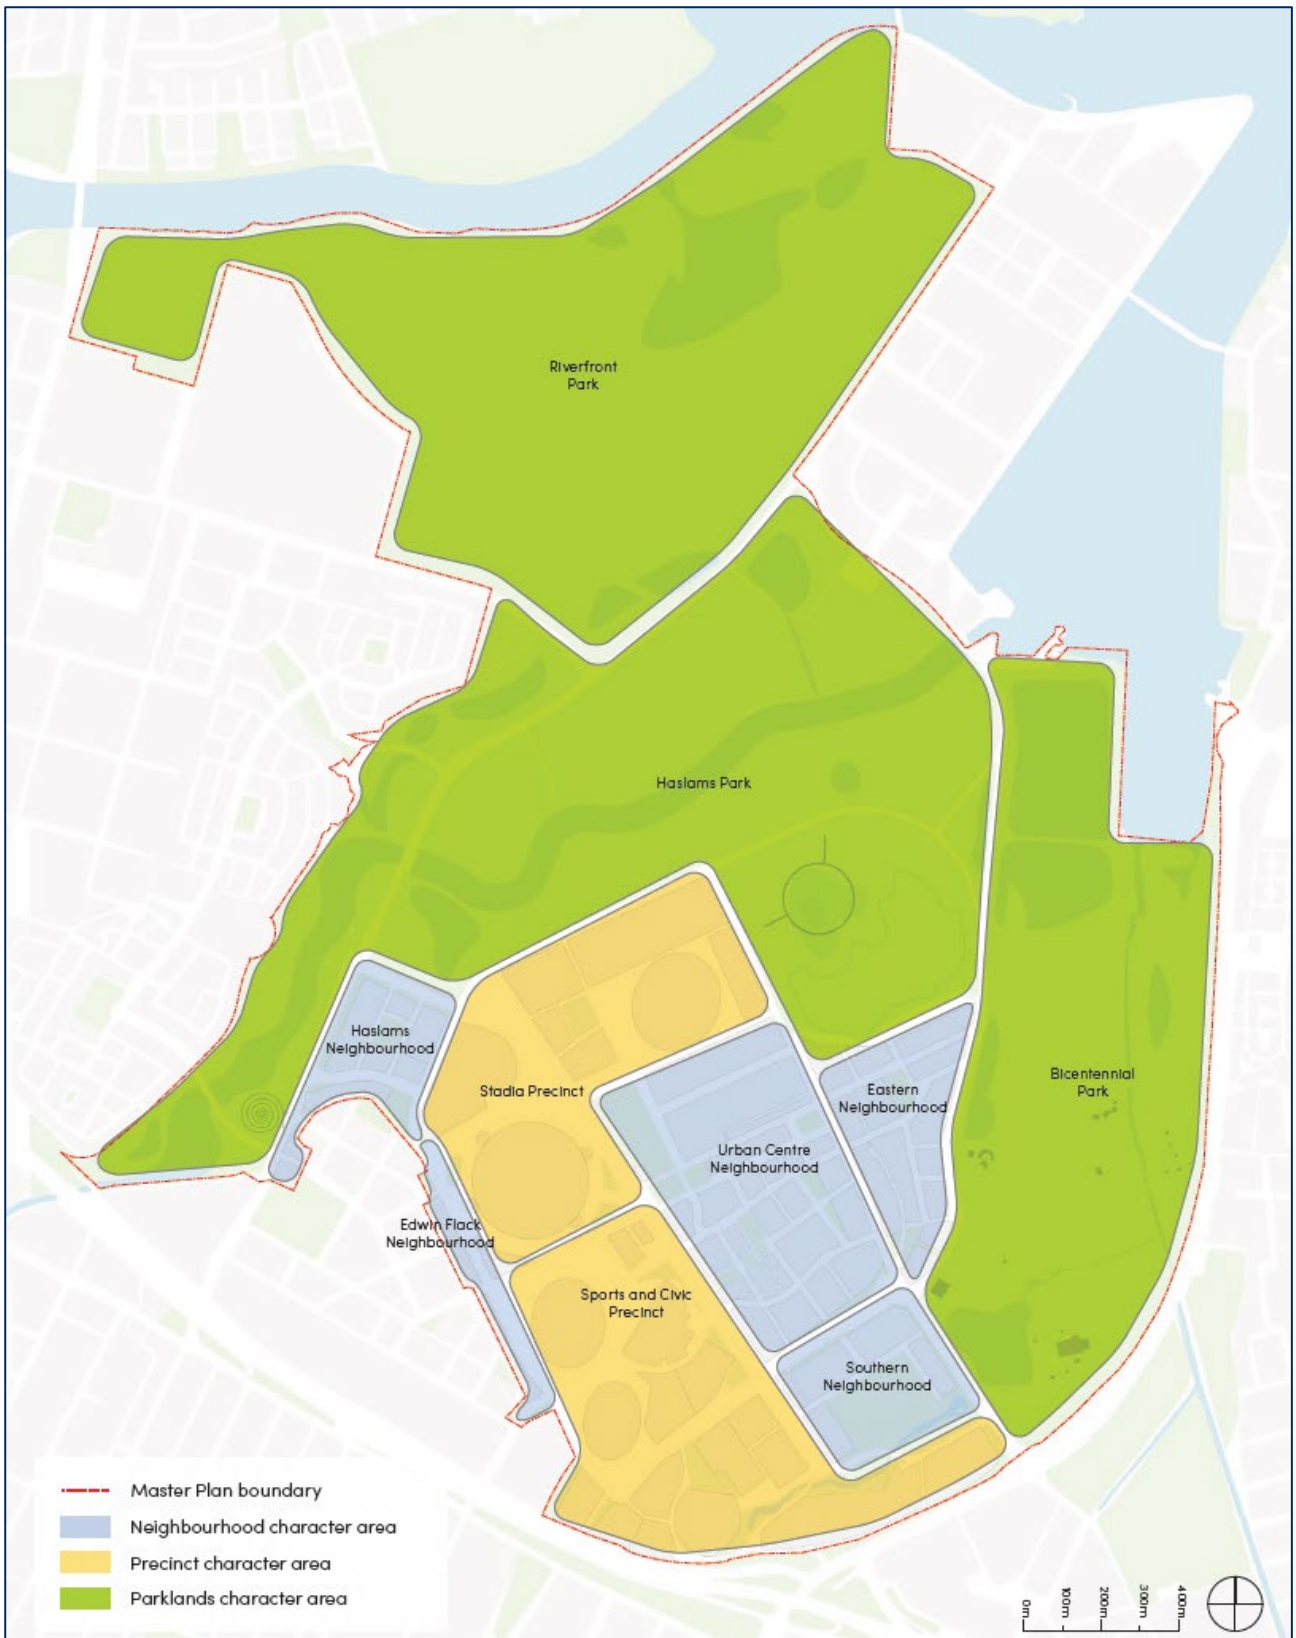 Riverfront
Park
Haslams Park
Haslams
Neighbourhood
Stadia Precinct
Eastern
Neighbourhood
Bicentennial
Park
Urban Centre
Neighbourhood
Edwin Flack
Neighbourhood
Sports and Civic
Precinct
Southern
Neighbourhood
Master Plan boundary
Neighbourhood character area
Precinct character area
Parklands character area
0m
100m
200m
300m
400m